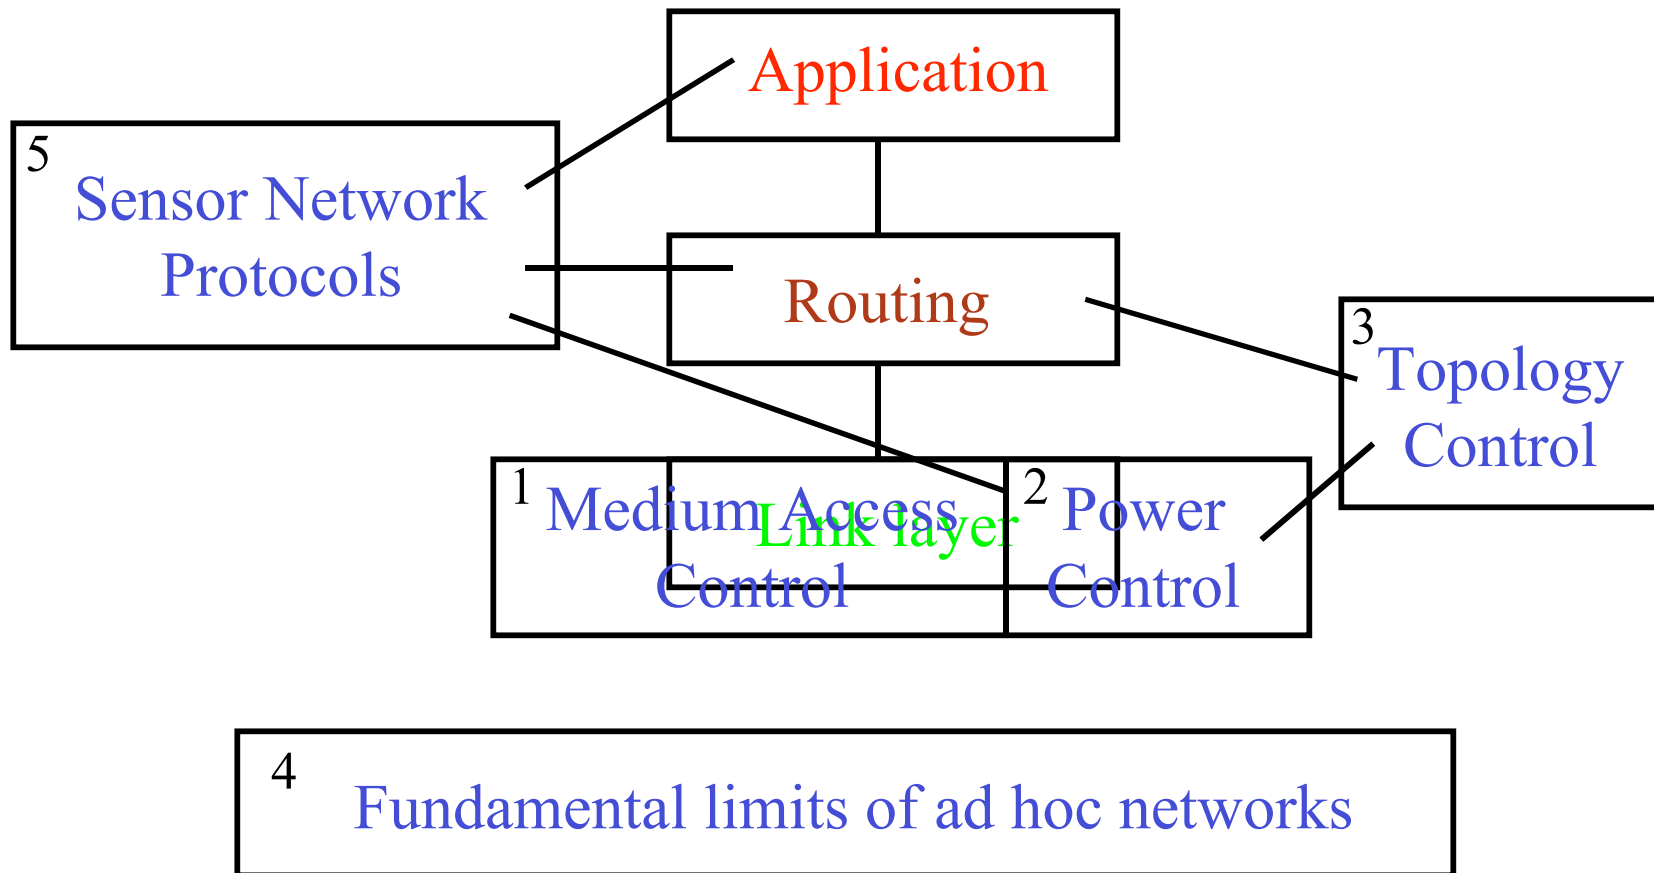 Application
5
Sensor Network
Protocols
Routing
3
Topology
Control
1
Medium Access
Control
Link layer
2
Power
Control
4
Fundamental limits of ad hoc networks